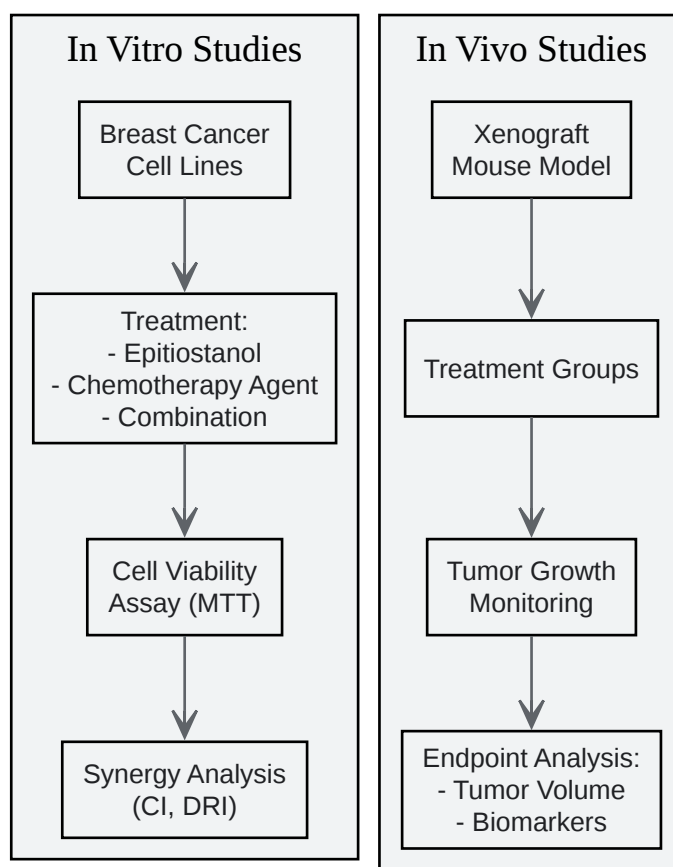 In Vitro Studies
Breast Cancer
Cell Lines
Treatment:
- Epitiostanol
- Chemotherapy Agent
- Combination
Cell Viability
Assay (MTT)
Synergy Analysis
(CI, DRI)
In Vivo Studies
Xenograft
Mouse Model
Treatment Groups
Tumor Growth
Monitoring
Endpoint Analysis:
- Tumor Volume
- Biomarkers